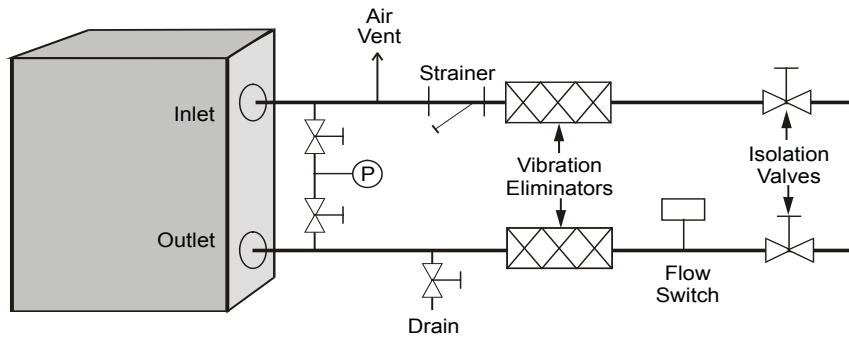 Air
Vent
Strainer
Inlet
P
Vibration
Eliminators
Isolation
Valves
Outlet
Flow
Switch
Drain